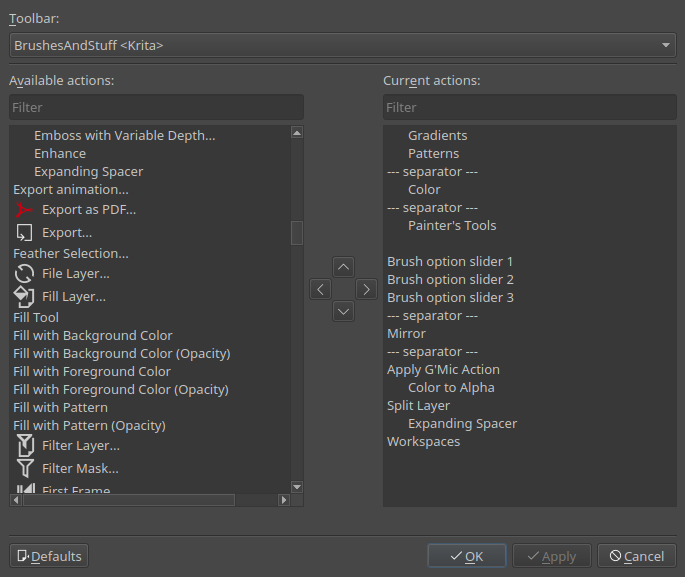 Toolbar:
BrushesAndStuff <Krita>
Available actions:
Current actions:
Filter
Filter
Emboss with Variable Depth...
Enhance
Expanding Spacer
Export animation...
Export as PDF...
Export...
Feather Selection...
File Layer...
Fill Layer...
Fill Tool
Fill with Background Color
Fill with Background Color (Opacity)
Fill with Foreground Color
Fill with Foreground Color (Opacity)
Fill with Pattern
Fill with Pattern (Opacity)
Filter Layer...
Filter Mask...
First Frame
Gradients
Patterns
--- separator ---
Color
--- separator ---
Painter's Tools
Brush option slider 1
Brush option slider 2
Brush option slider 3
--- separator ---
Mirror
--- separator ---
Apply G'Mic Action
Color to Alpha
Split Layer
Expanding Spacer
Workspaces
Defaults
OK
Apply
Cancel